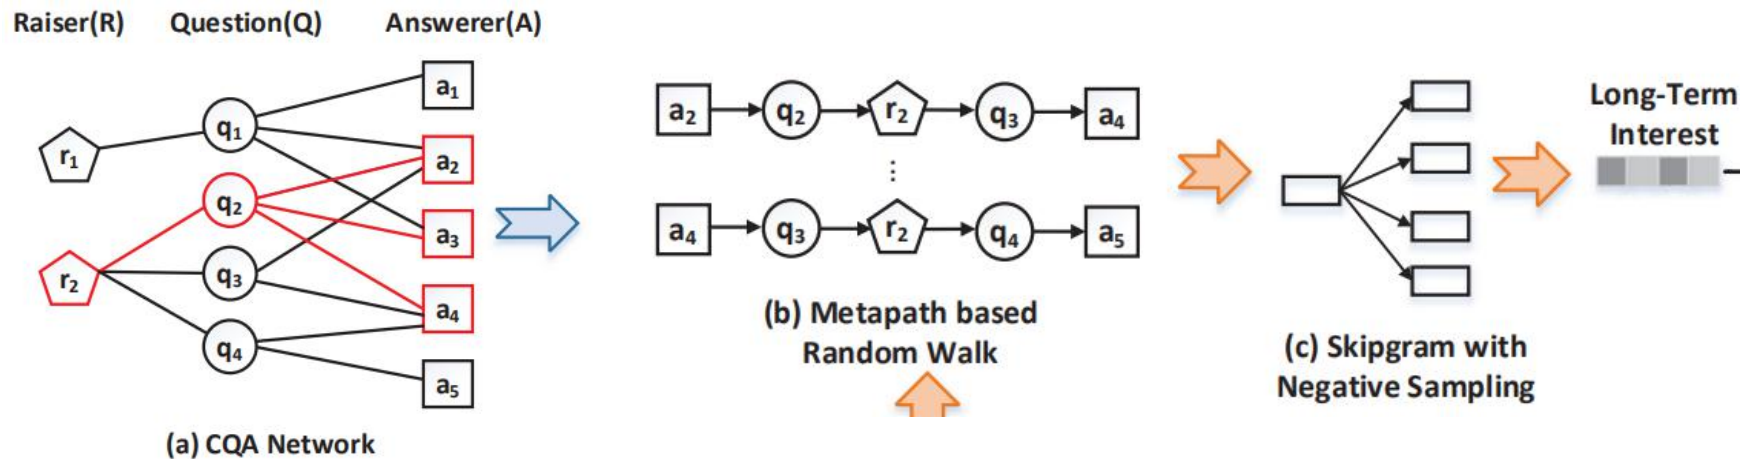 Raiser(R) Question(Q) Answerer(A)
r1
r2
q1
q2
q3
q4
a1
a2
a3
a4
a5
(a) CQA Network
a2 q2 r2 q3 a4
⋮
a4 q3 r2 q4 a5
(b) Metapath based
Random Walk
(c) Skipgram with
Negative Sampling
Long-Term
Interest